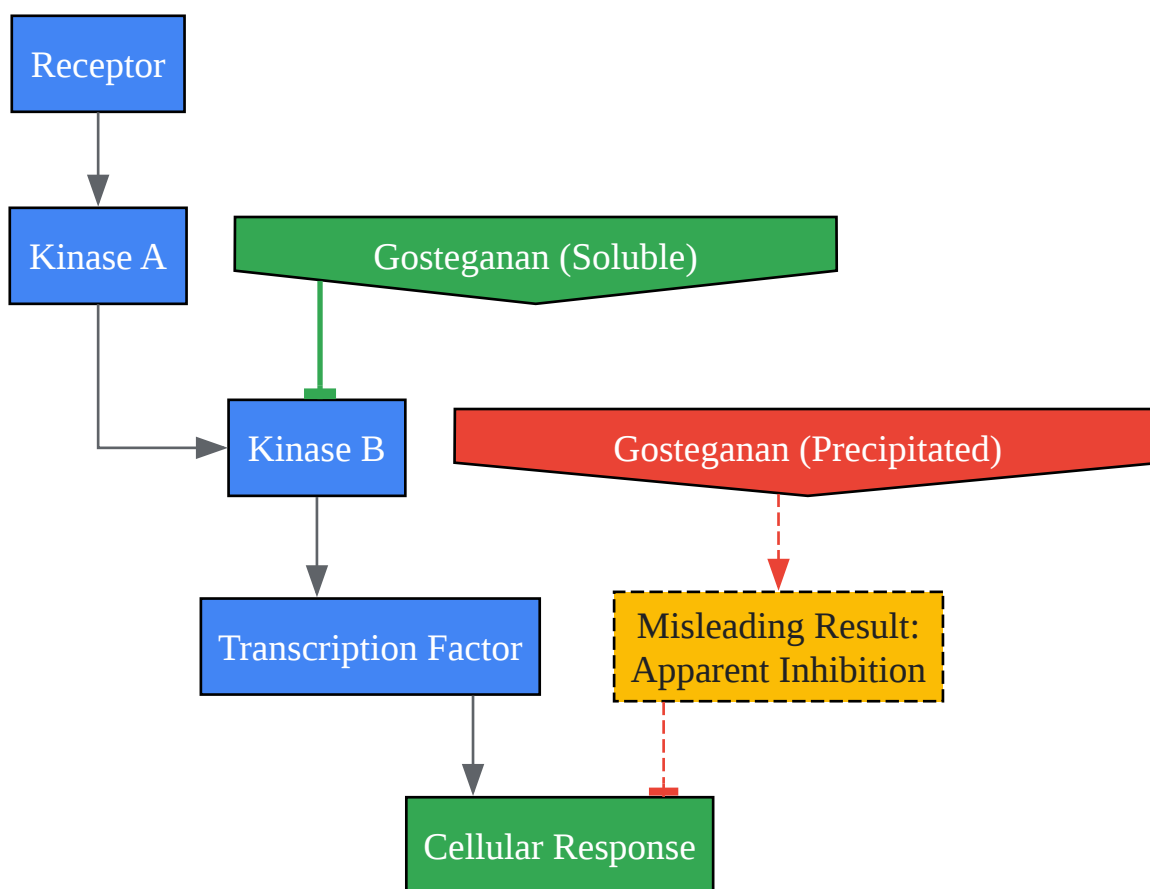 Receptor
Kinase A
Gosteganan (Soluble)
Kinase B
Gosteganan (Precipitated)
Transcription Factor
Misleading Result:
Apparent Inhibition
Cellular Response